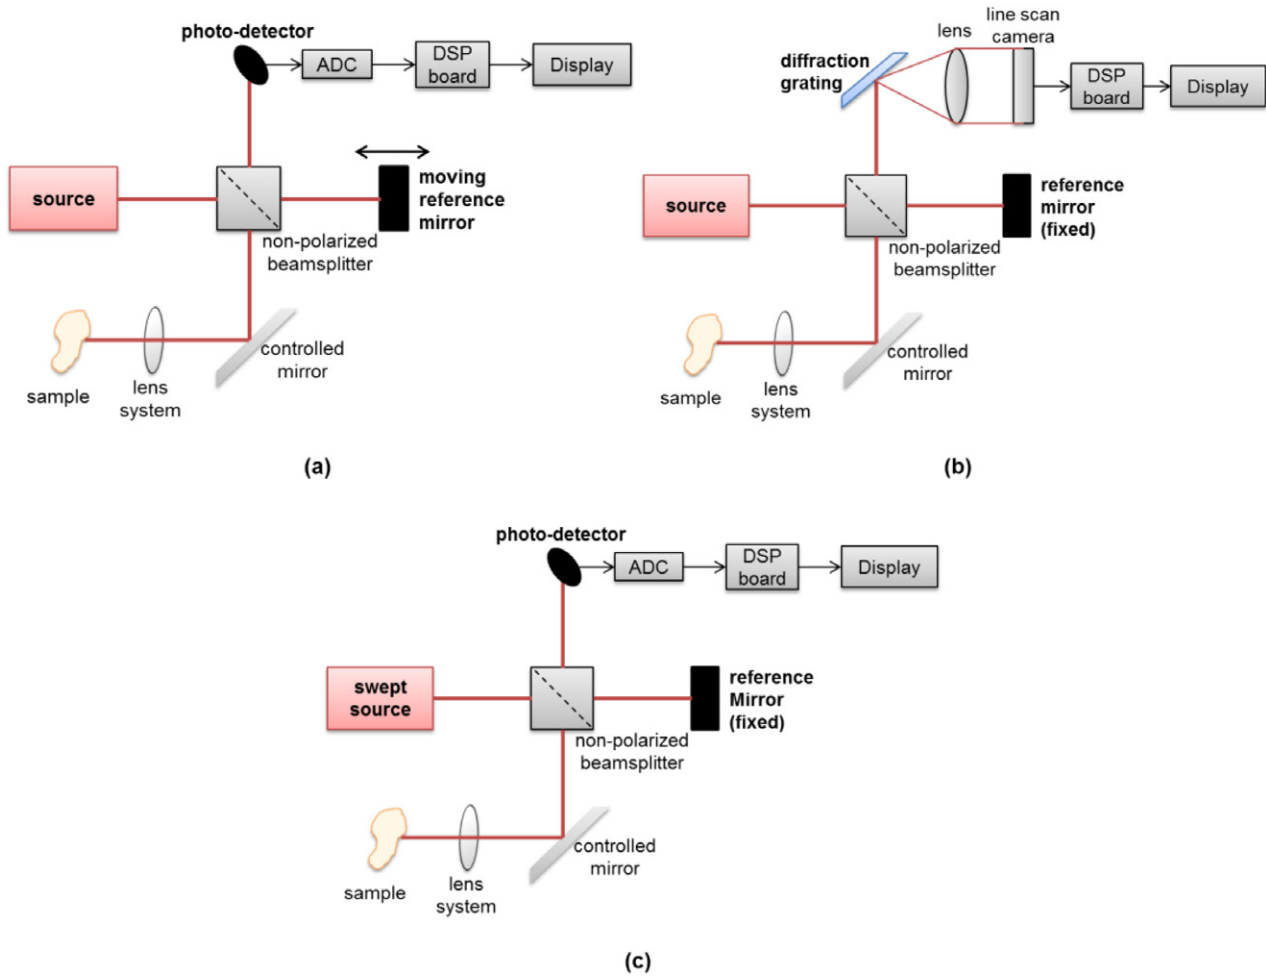 photo-detector
ADC
DSP
board
Display
source
moving
reference
mirror
non-polarized
beamsplitter
controlled
mirror
lens
system
sample
(a)
line scan
camera
lens
diffraction
grating
DSP
board
Display
source
reference
mirror
(fixed)
non-polarized
beamsplitter
controlled
mirror
lens
system
sample
(b)
photo-detector
ADC
DSP
board
Display
swept
source
reference
Mirror
(fixed)
non-polarized
beamsplitter
controlled
mirror
lens
system
sample
(c)